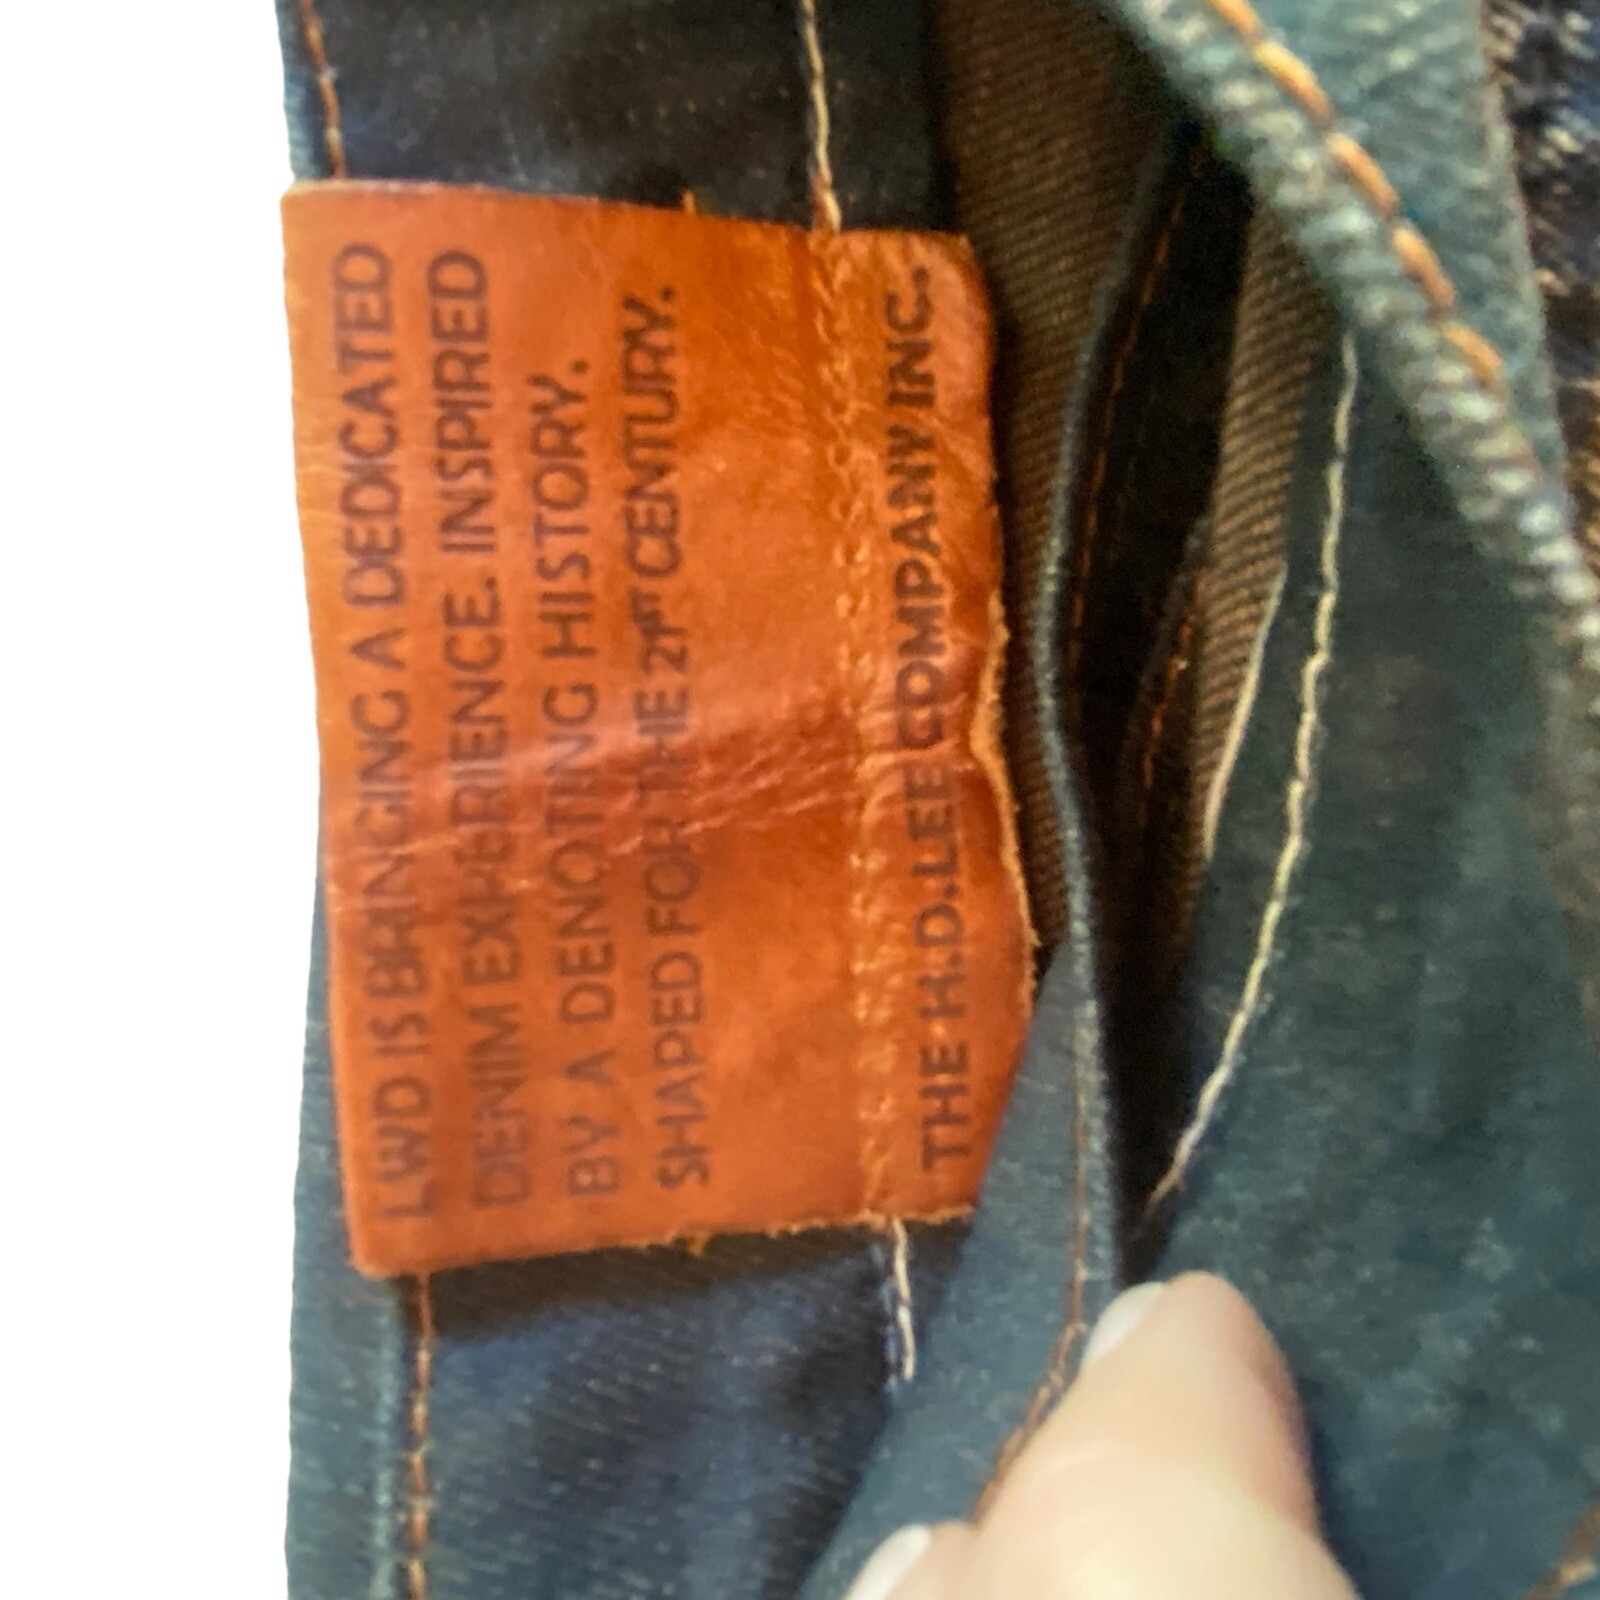 LWD IS BRINGING A DEDICATED
DENIM EXPERIENCE. INSPIRED
BY A DENOTING HISTORY.
SHAPED FOR THE 21ST CENTURY.
THE H.D.LEE COMPANY INC.